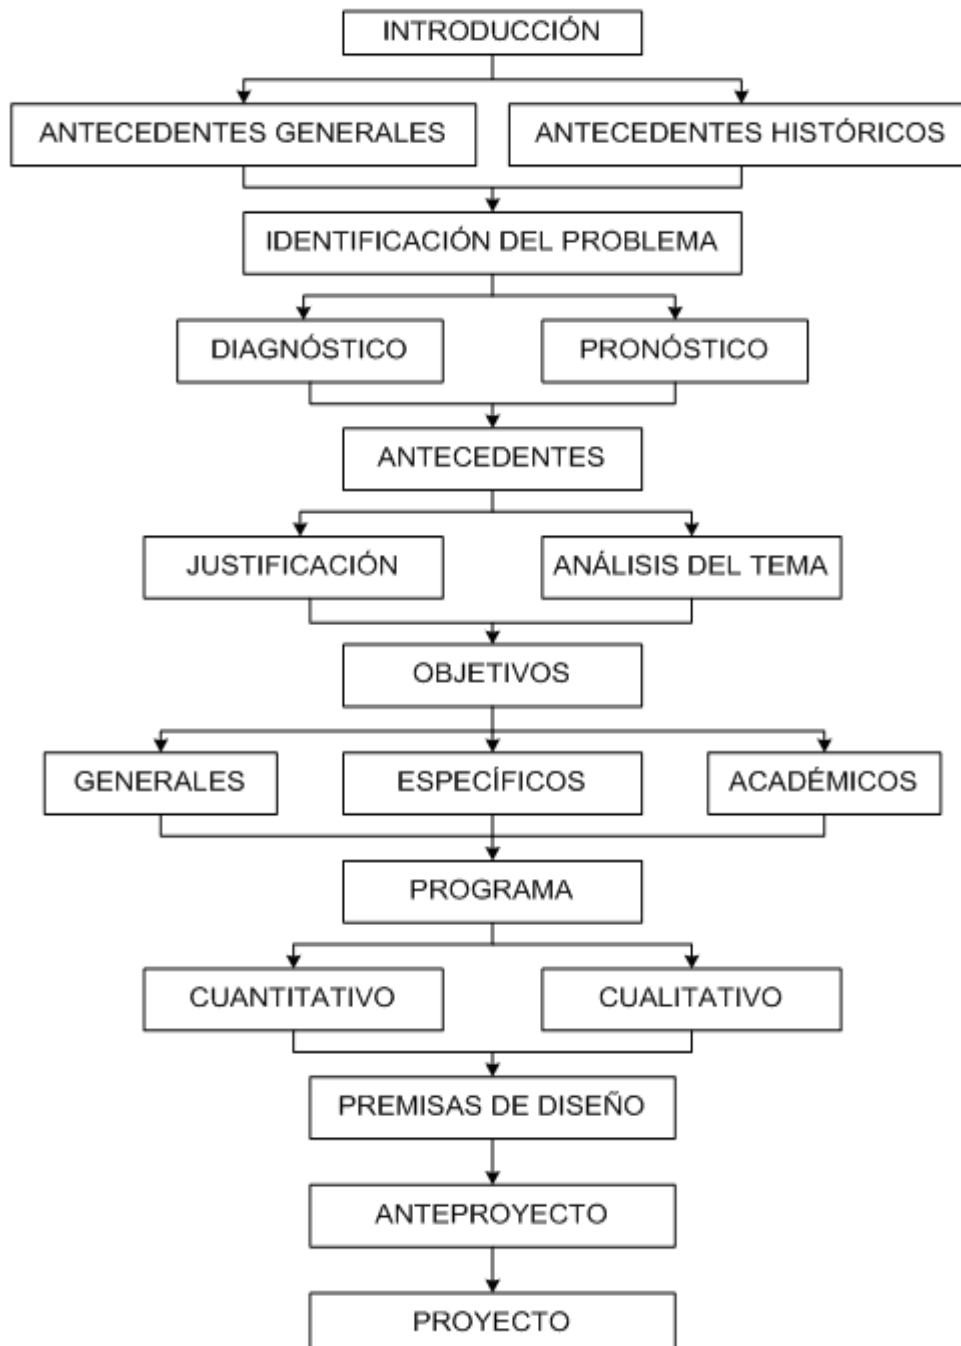 INTRODUCCIÓN
ANTECEDENTES GENERALES
ANTECEDENTES HISTÓRICOS
IDENTIFICACIÓN DEL PROBLEMA
DIAGNÓSTICO
PRONÓSTICO
ANTECEDENTES
JUSTIFICACIÓN
ANÁLISIS DEL TEMA
OBJETIVOS
GENERALES
ESPECÍFICOS
ACADÉMICOS
PROGRAMA
CUANTITATIVO
CUALITATIVO
PREMISAS DE DISEÑO
ANTEPROYECTO
PROYECTO